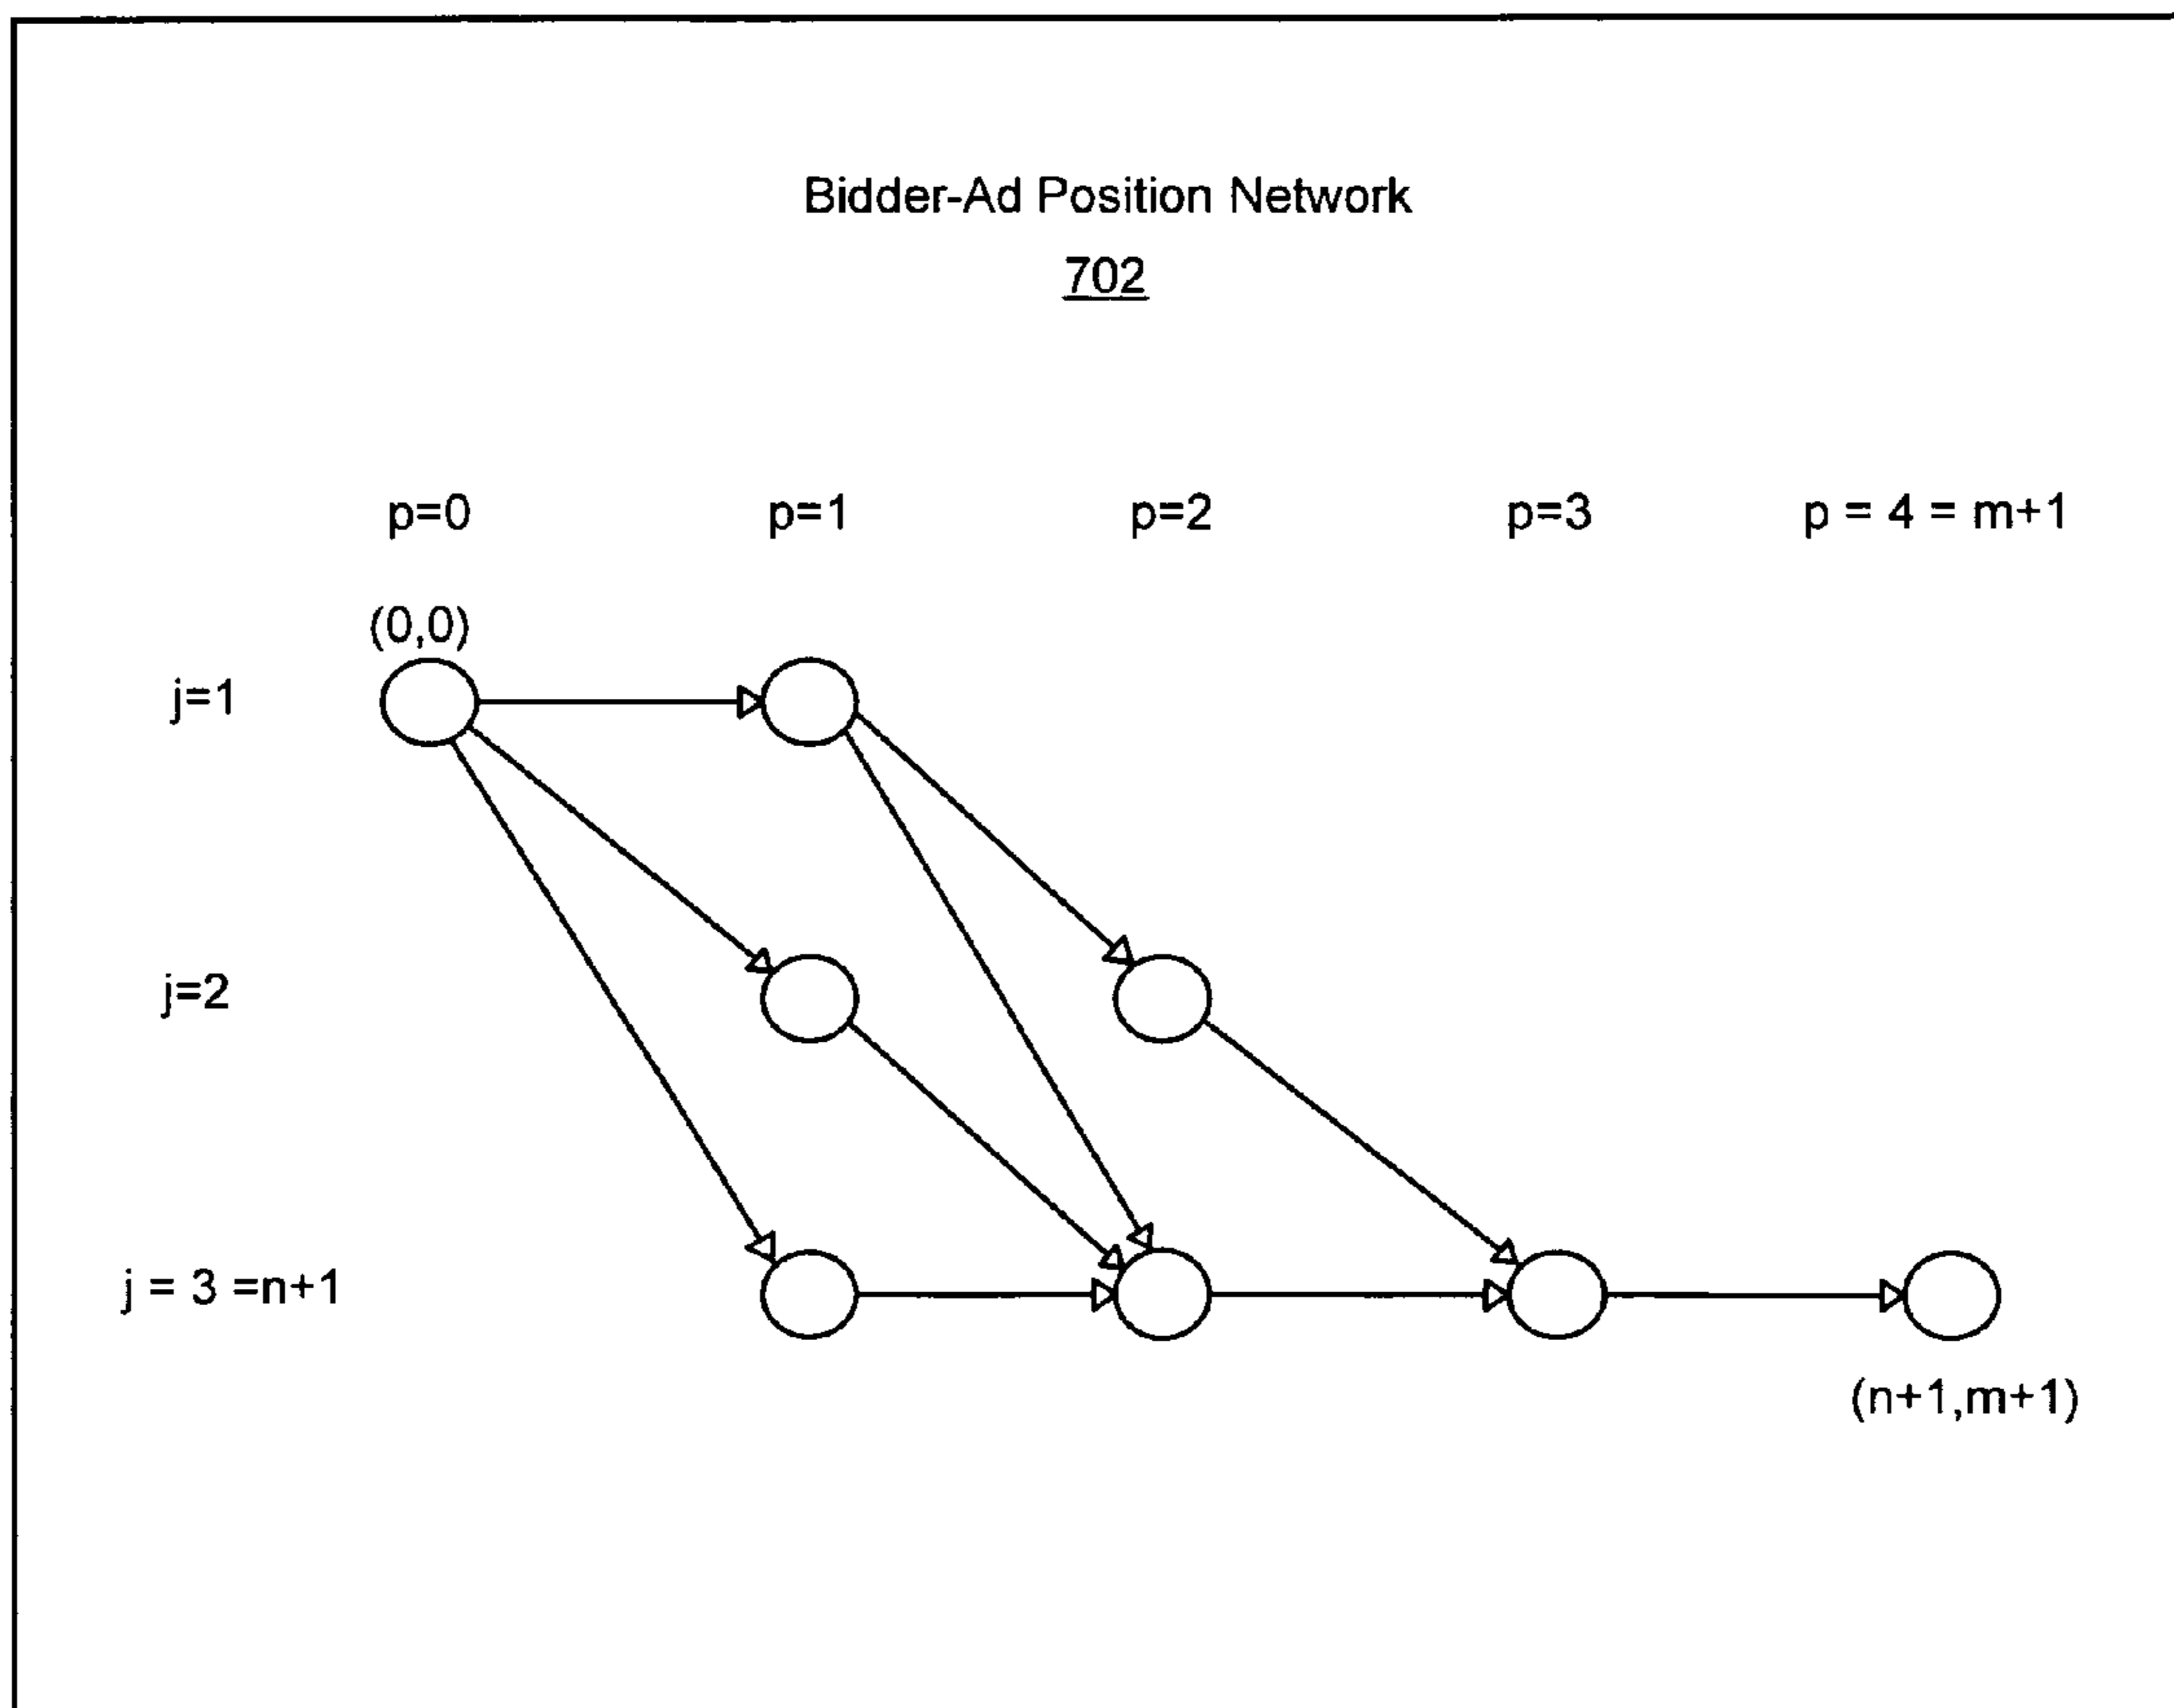 Bidder-Ad Position Network
702
p=0 p=1 p=2 p=3 p = 4 = m+1
(0,0)
j=1
j=2
j = 3 =n+1
(n+1,m+1)